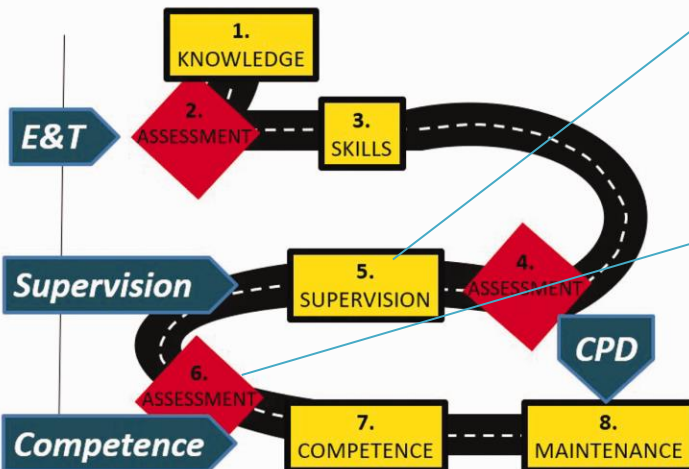 1.
KNOWLEDGE
2.
ASSESSMENT
E&T
3.
SKILLS
4.
ASSESSMENT
5.
SUPERVISION
Supervision
CPD
6.
ASSESSMENT
Competence
7.
COMPETENCE
8.
MAINTENANCE